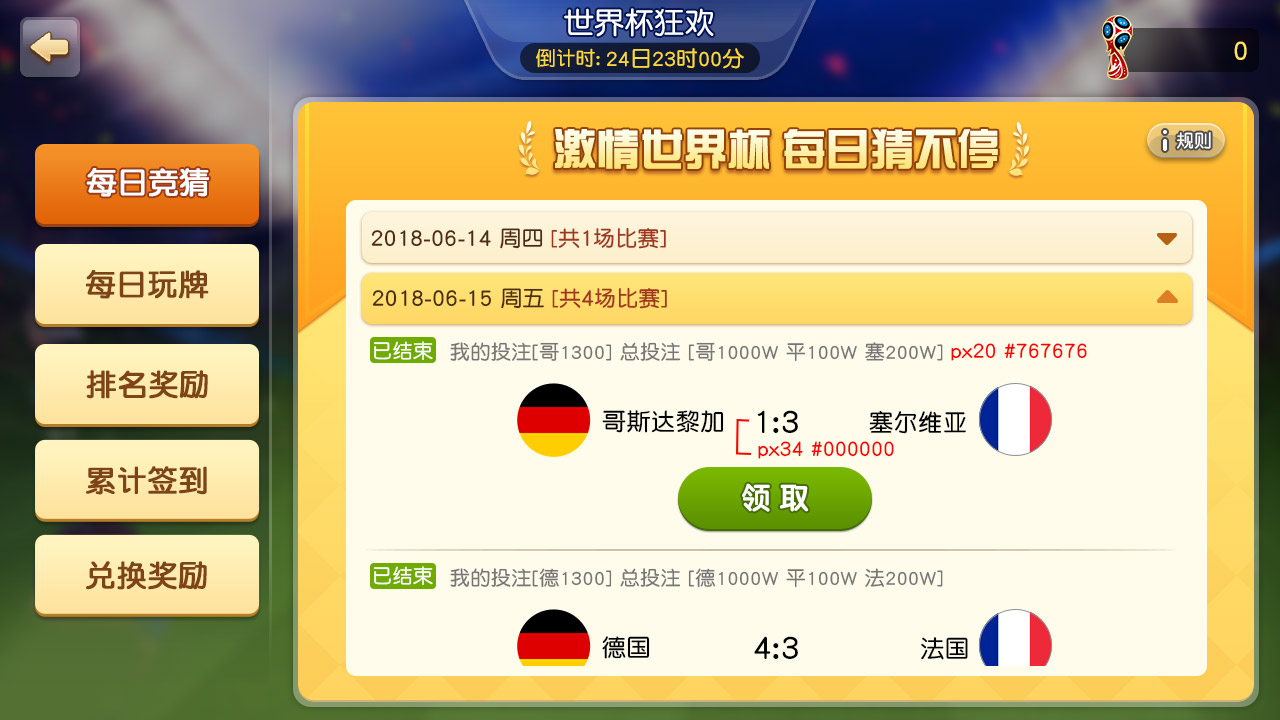 世界杯狂欢
倒计时: 24日23时00分
0
每日竞猜
每日玩牌
排名奖励
累计签到
兑换奖励
激情世界杯 每日猜不停
规则
2018-06-14 周四 [共1场比赛]
2018-06-15 周五 [共4场比赛]
已结束 我的投注[哥1300] 总投注 [哥1000W 平100W 塞200W] px20 #767676
哥斯达黎加 1:3 塞尔维亚
px34 #000000
领 取
已结束 我的投注[德1300] 总投注 [德1000W 平100W 法200W]
德国 4:3 法国